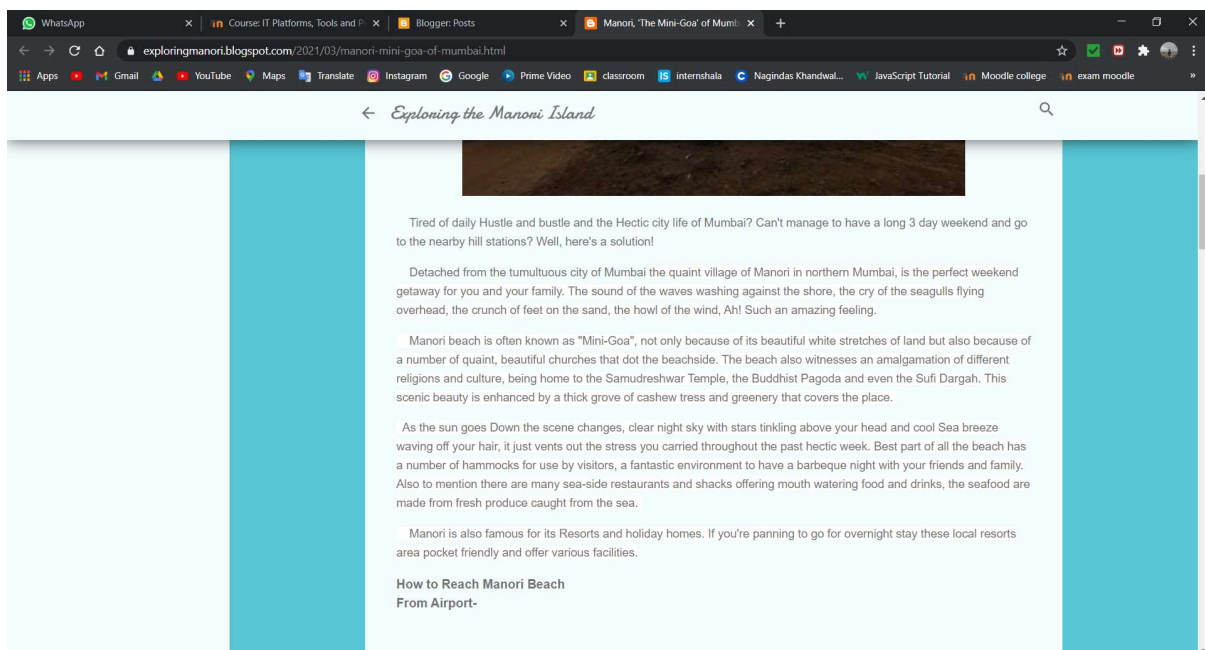 WhatsApp
Course: IT Platforms, Tools and P
Blogger: Posts
Manori, 'The Mini-Goa' of Mumb
exploringmanori.blogspot.com/2021/03/manori-mini-goa-of-mumbai.html
Apps
Gmail
YouTube
Maps
Translate
Instagram
Google
Prime Video
classroom
internshala
Nagindas Khandwal...
JavaScript Tutorial
Moodle college
exam moodle
»
Exploring the Manori Island
Tired of daily Hustle and bustle and the Hectic city life of Mumbai? Can't manage to have a long 3 day weekend and go
to the nearby hill stations? Well, here's a solution!
Detached from the tumultuous city of Mumbai the quaint village of Manori in northern Mumbai, is the perfect weekend
getaway for you and your family. The sound of the waves washing against the shore, the cry of the seagulls flying
overhead, the crunch of feet on the sand, the howl of the wind, Ah! Such an amazing feeling.
Manori beach is often known as "Mini-Goa", not only because of its beautiful white stretches of land but also because of
a number of quaint, beautiful churches that dot the beachside. The beach also witnesses an amalgamation of different
religions and culture, being home to the Samudreshwar Temple, the Buddhist Pagoda and even the Sufi Dargah. This
scenic beauty is enhanced by a thick grove of cashew tress and greenery that covers the place.
As the sun goes Down the scene changes, clear night sky with stars tinkling above your head and cool Sea breeze
waving off your hair, it just vents out the stress you carried throughout the past hectic week. Best part of all the beach has
a number of hammocks for use by visitors, a fantastic environment to have a barbeque night with your friends and family.
Also to mention there are many sea-side restaurants and shacks offering mouth watering food and drinks, the seafood are
made from fresh produce caught from the sea.
Manori is also famous for its Resorts and holiday homes. If you're panning to go for overnight stay these local resorts
area pocket friendly and offer various facilities.
How to Reach Manori Beach
From Airport-